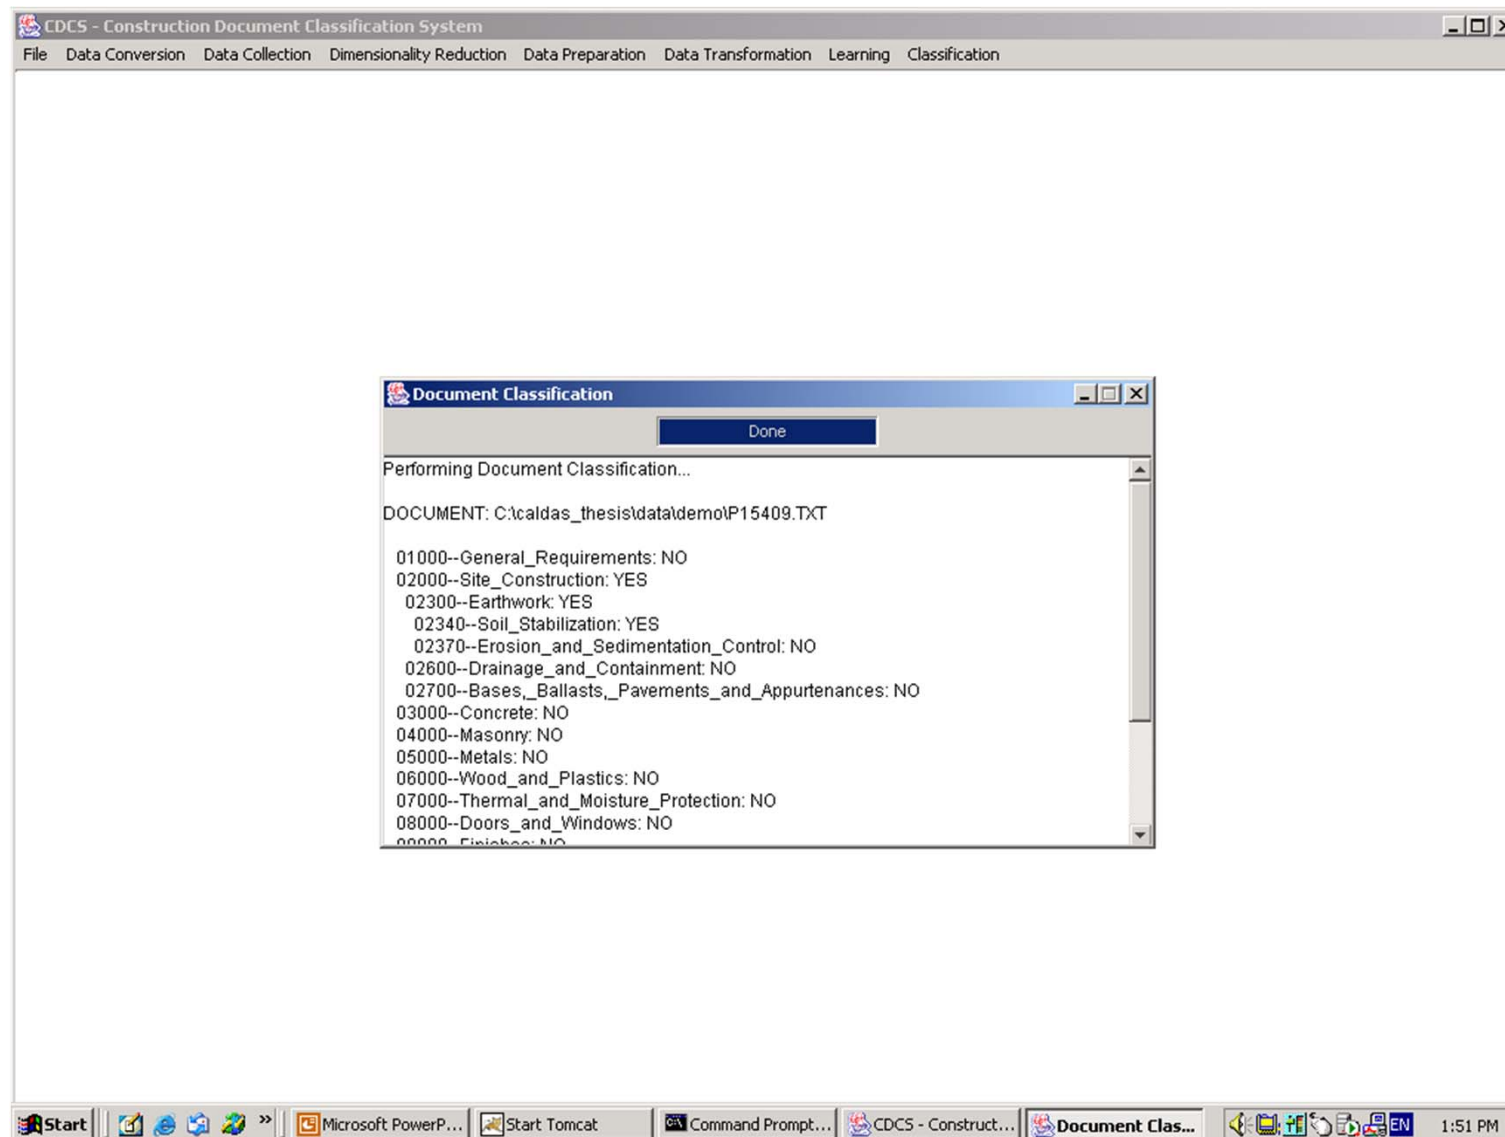 CDCS - Construction Document Classification System
File Data Conversion Data Collection Dimensionality Reduction Data Preparation Data Transformation Learning Classification
Document Classification
Done
Performing Document Classification...
DOCUMENT: C:\caldas_thesis\data\demo\P15409.TXT
01000--General_Requirements: NO
02000--Site_Construction: YES
02300--Earthwork: YES
02340--Soil_Stabilization: YES
02370--Erosion_and_Sedimentation_Control: NO
02600--Drainage_and_Containment: NO
02700--Bases,_Ballasts,_Pavements_and_Appurtenances: NO
03000--Concrete: NO
04000--Masonry: NO
05000--Metals: NO
06000--Wood_and_Plastics: NO
07000--Thermal_and_Moisture_Protection: NO
08000--Doors_and_Windows: NO
09000--Finishes: NO
Start » Microsoft PowerP... Start Tomcat Command Prompt... CDCS - Construct... Document Clas... EN 1:51 PM